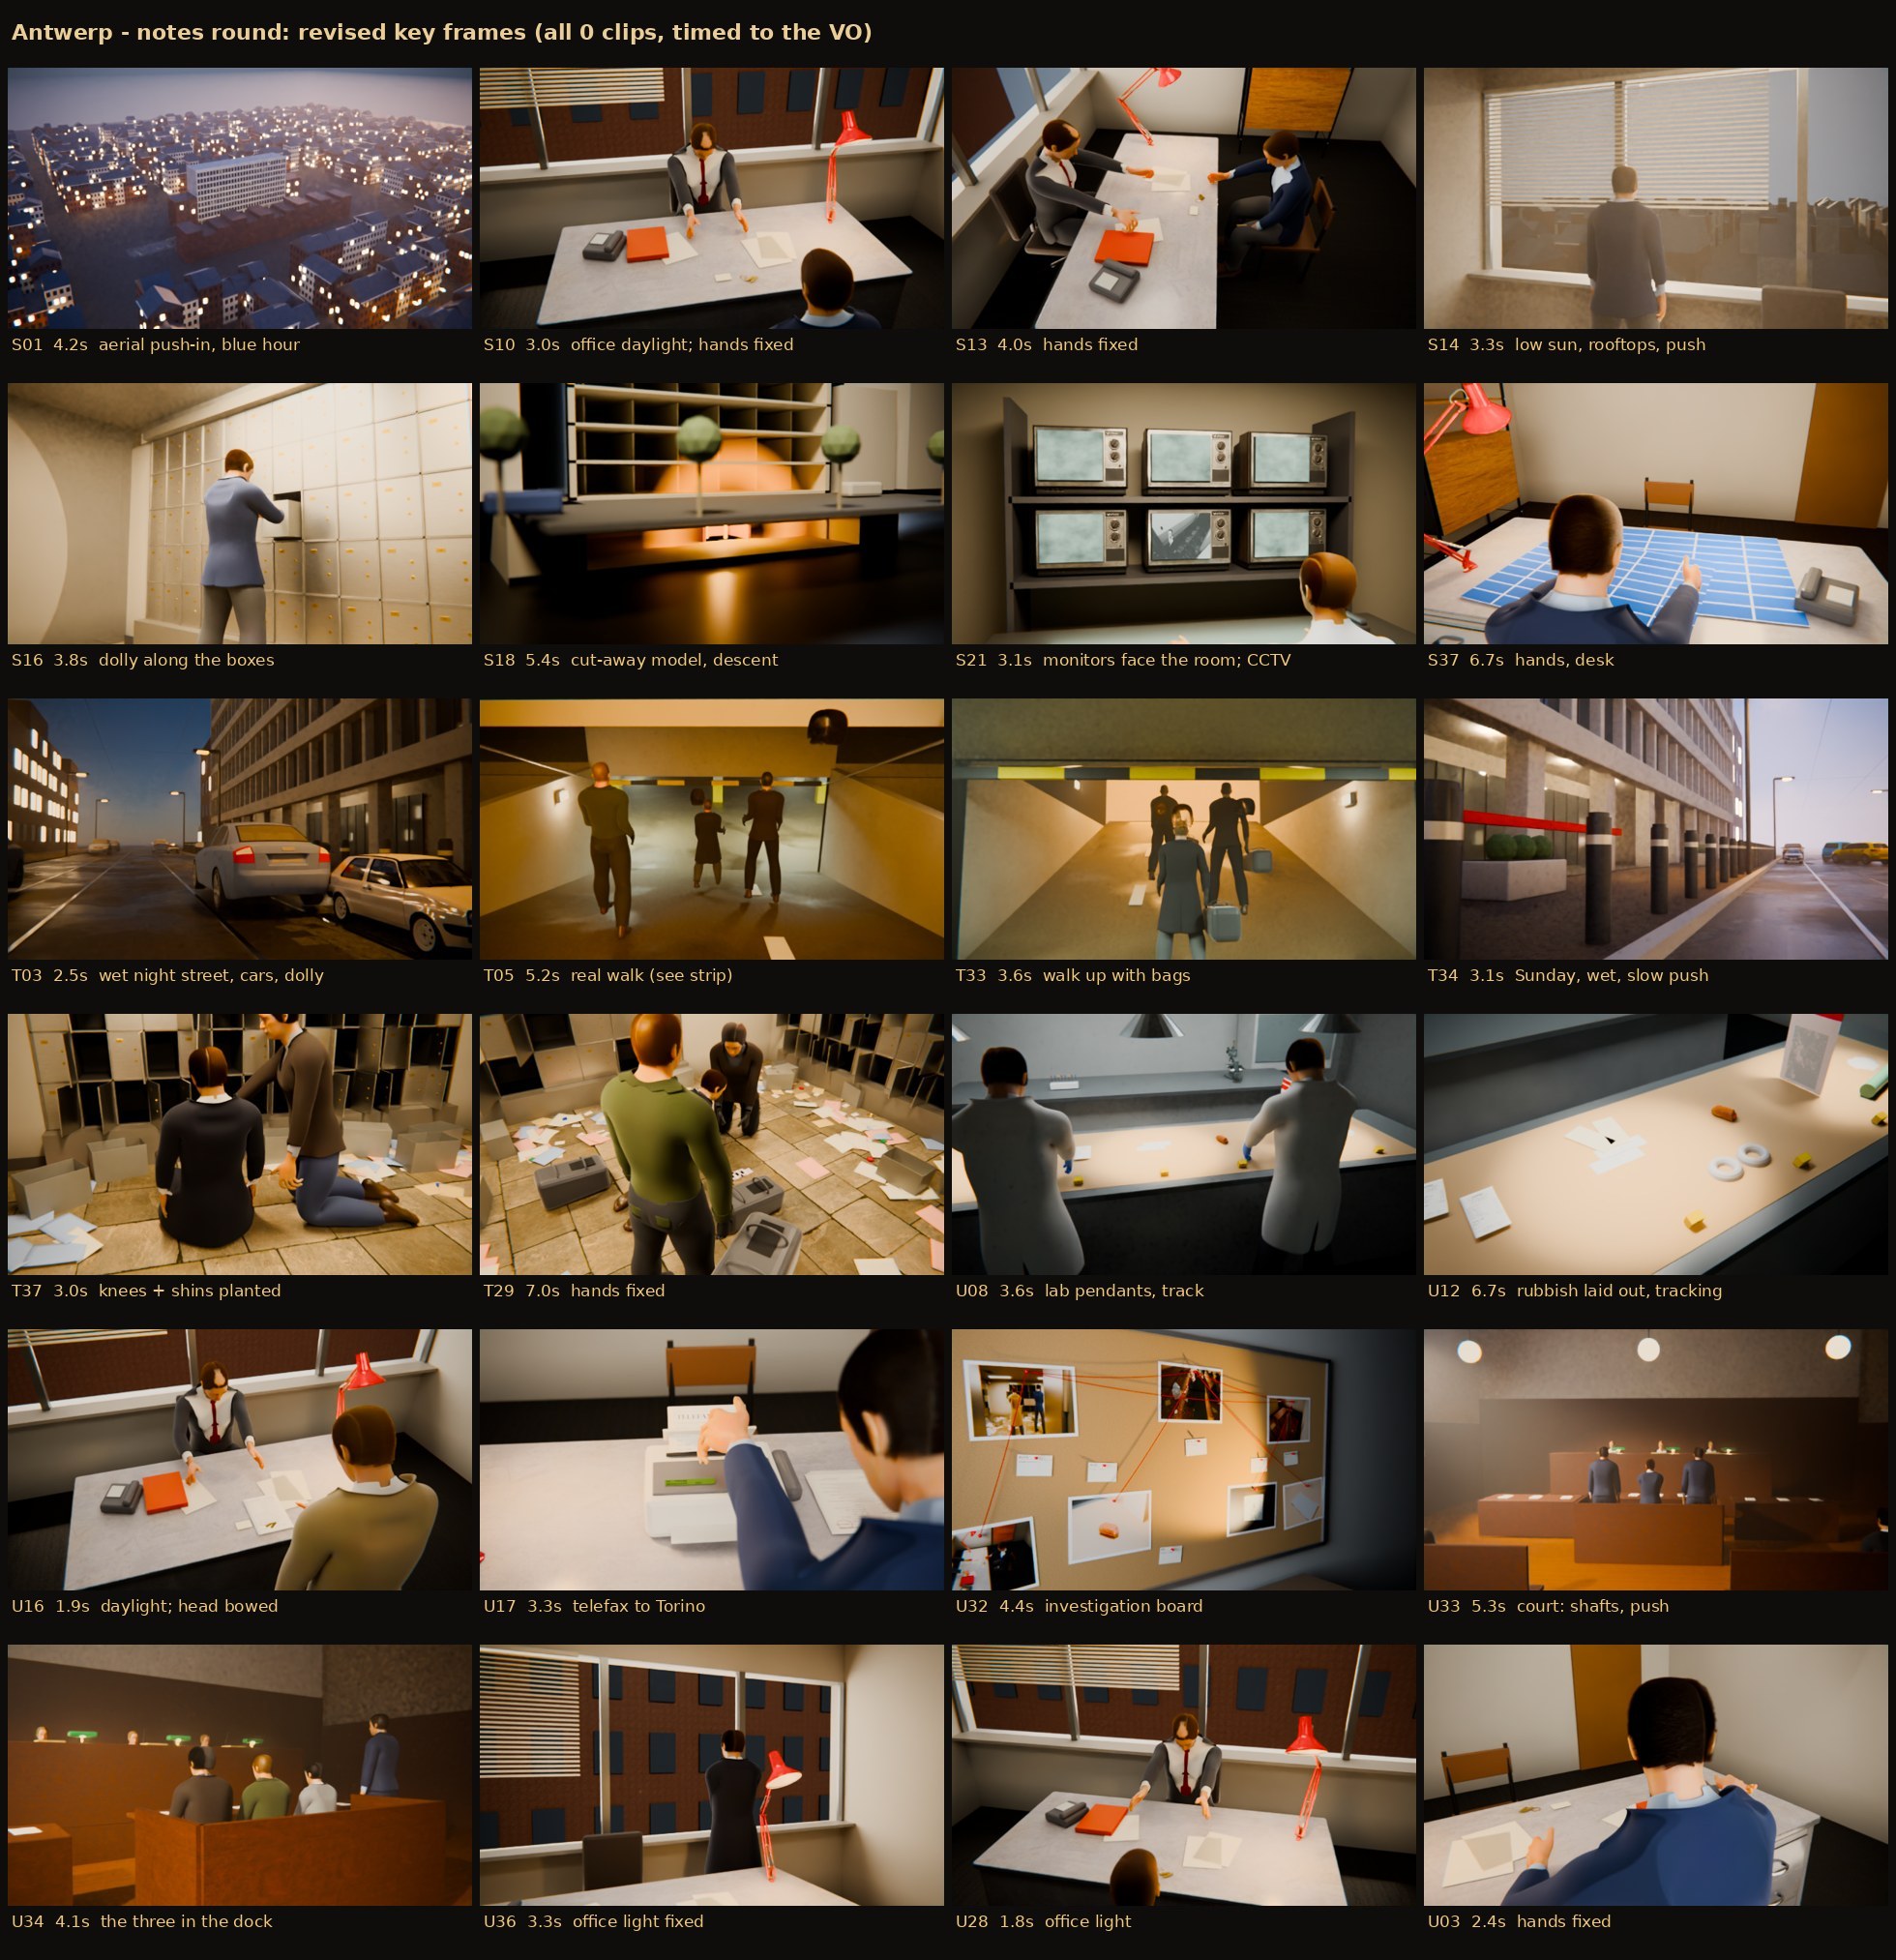 Antwerp - notes round: revised key frames (all 0 clips, timed to the VO)
S01 4.2s aerial push-in, blue hour
S10 3.0s office daylight; hands fixed
S13 4.0s hands fixed
S14 3.3s low sun, rooftops, push
S16 3.8s dolly along the boxes
S18 5.4s cut-away model, descent
S21 3.1s monitors face the room; CCTV
S37 6.7s hands, desk
T03 2.5s wet night street, cars, dolly
T05 5.2s real walk (see strip)
T33 3.6s walk up with bags
T34 3.1s Sunday, wet, slow push
T37 3.0s knees + shins planted
T29 7.0s hands fixed
U08 3.6s lab pendants, track
U12 6.7s rubbish laid out, tracking
U16 1.9s daylight; head bowed
U17 3.3s telefax to Torino
U32 4.4s investigation board
U33 5.3s court: shafts, push
U34 4.1s the three in the dock
U36 3.3s office light fixed
U28 1.8s office light
U03 2.4s hands fixed